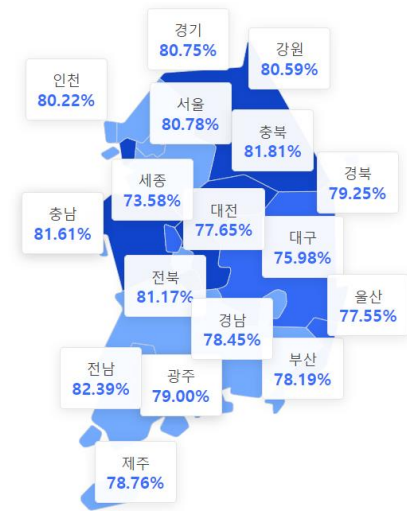 경기
80.75%
강원
80.59%
인천
80.22%
서울
80.78%
충북
81.81%
경북
79.25%
세종
73.58%
충남
81.61%
대전
77.65%
대구
75.98%
전북
81.17%
울산
77.55%
경남
78.45%
부산
78.19%
전남
82.39%
광주
79.00%
제주
78.76%